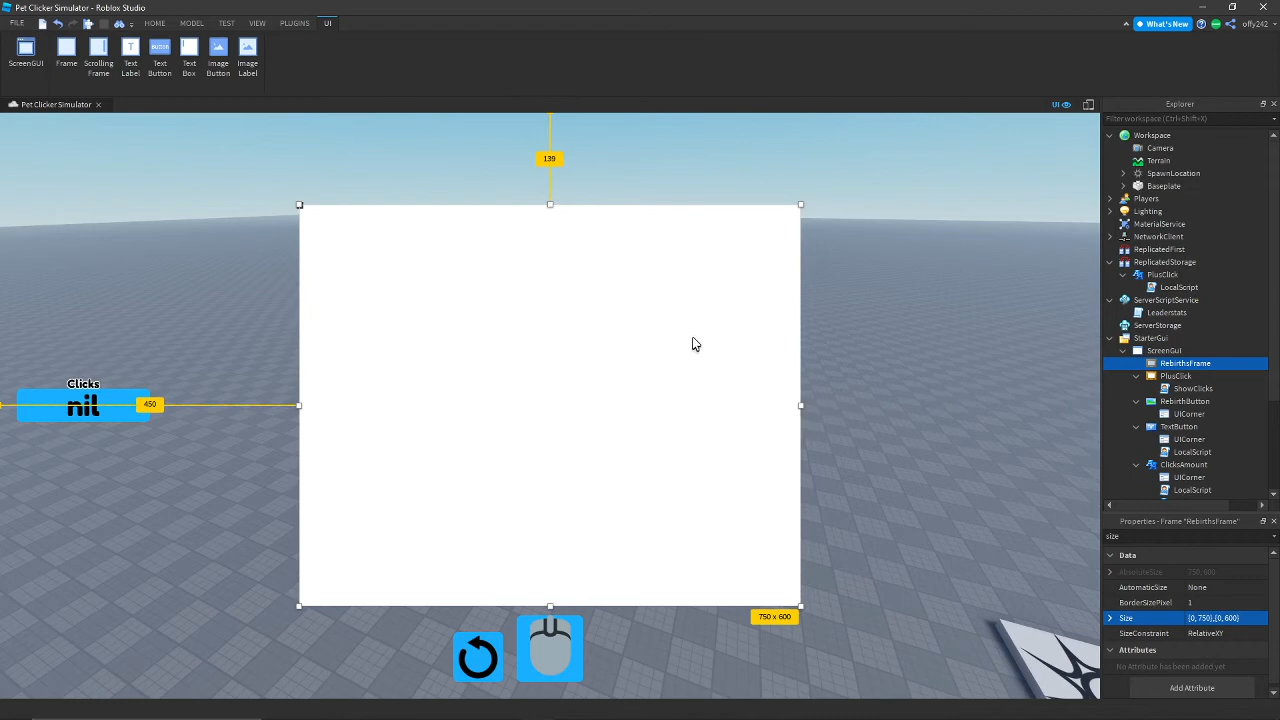 Pet Clicker Simulator - Roblox Studio
FILE
HOME
MODEL
TEST
VIEW
PLUGINS
UI
What's New
offy242
ScreenGUI
Frame
Scrolling
Frame
Text
Label
BUTTON
Text
Button
Text
Box
Image
Button
Image
Label
T
Pet Clicker Simulator
UI
139
450
750 x 600
Clicks
nil
Explorer
Filter workspace (Ctrl+Shift+X)
Workspace
Camera
Terrain
SpawnLocation
Baseplate
Players
Lighting
MaterialService
NetworkClient
ReplicatedFirst
ReplicatedStorage
PlusClick
LocalScript
ServerScriptService
Leaderstats
ServerStorage
StarterGui
ScreenGui
RebirthsFrame
PlusClick
ShowClicks
RebirthButton
UICorner
TextButton
UICorner
LocalScript
ClicksAmount
UICorner
LocalScript
Properties - Frame "RebirthsFrame"
size
Data
AbsoluteSize 750, 600
AutomaticSize None
BorderSizePixel 1
Size {0, 750},{0, 600}
SizeConstraint RelativeXY
Attributes
No Attribute has been added yet
Add Attribute